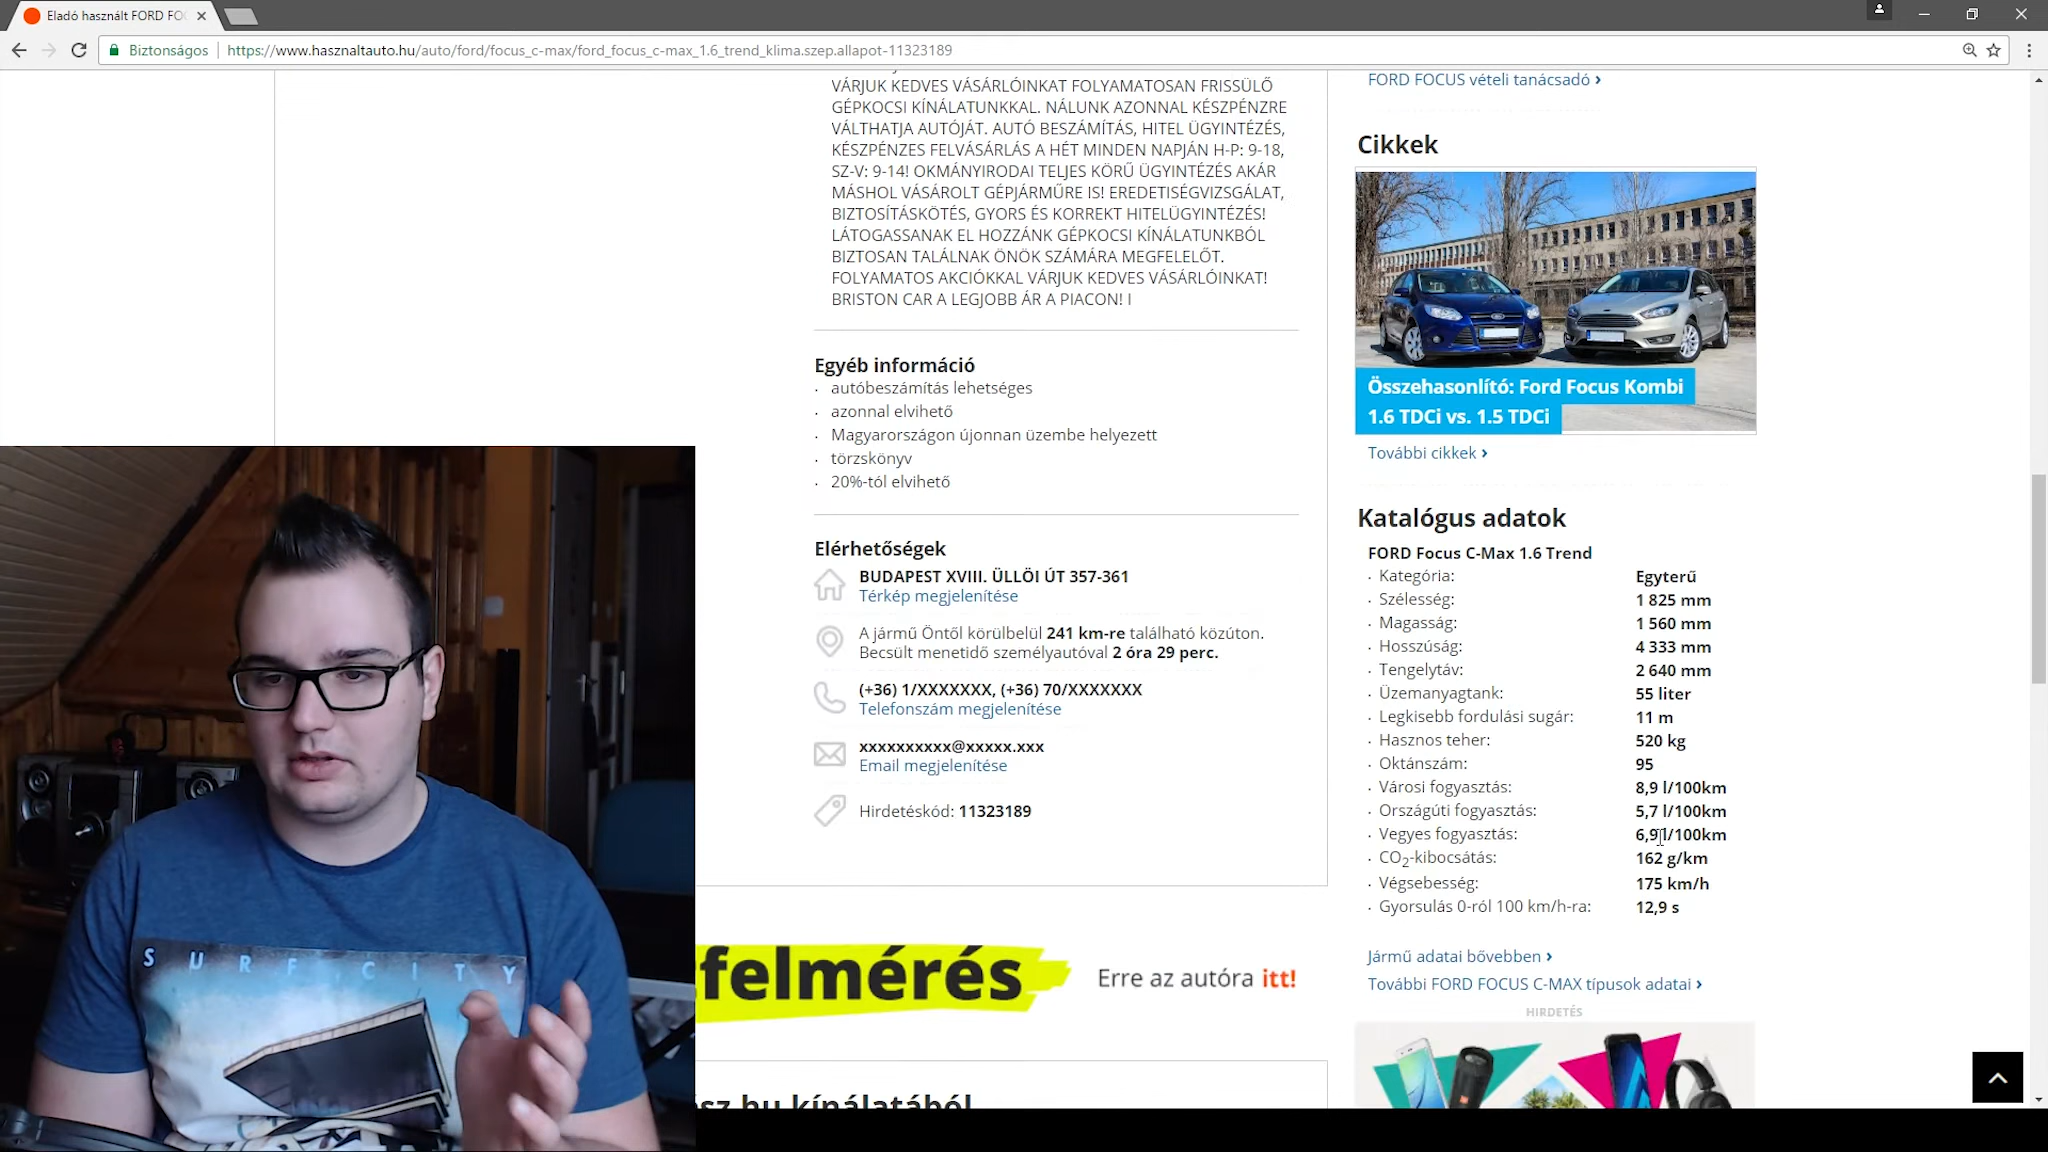 Eladó használt FORD FO
Biztonságos
https://www.hasznaltauto.hu/auto/ford/focus_c-max/ford_focus_c-max_1.6_trend_klima.szep.allapot-11323189
VÁRJUK KEDVES VÁSÁRLÓINKAT FOLYAMATOSAN FRISSÜLŐ
GÉPKOCSI KÍNÁLATUNKKAL. NÁLUNK AZONNAL KÉSZPÉNZRE
VÁLTHATJA AUTÓJÁT. AUTÓ BESZÁMÍTÁS, HITEL ÜGYINTÉZÉS,
KÉSZPÉNZES FELVÁSÁRLÁS A HÉT MINDEN NAPJÁN H-P: 9-18,
SZ-V: 9-14! OKMÁNYIRODAI TELJES KÖRŰ ÜGYINTÉZÉS AKÁR
MÁSHOL VÁSÁROLT GÉPJÁRMŰRE IS! EREDETISÉGVIZSGÁLAT,
BIZTOSÍTÁSKÖTÉS, GYORS ÉS KORREKT HITELÜGYINTÉZÉS!
LÁTOGASSANAK EL HOZZÁNK GÉPKOCSI KÍNÁLATUNKBÓL
BIZTOSAN TALÁLNAK ÖNÖK SZÁMÁRA MEGFELELŐT.
FOLYAMATOS AKCIÓKKAL VÁRJUK KEDVES VÁSÁRLÓINKAT!
BRISTON CAR A LEGJOBB ÁR A PIACON! I
Egyéb információ
· autóbeszámítás lehetséges
· azonnal elvihető
· Magyarországon újonnan üzembe helyezett
· törzskönyv
· 20%-tól elvihető
Elérhetőségek
BUDAPEST XVIII. ÜLLÖI ÚT 357-361
Térkép megjelenítése
A jármű Öntől körülbelül 241 km-re található közúton.
Becsült menetidő személyautóval 2 óra 29 perc.
(+36) 1/XXXXXXX, (+36) 70/XXXXXXX
Telefonszám megjelenítése
xxxxxxxxxx@xxxxx.xxx
Email megjelenítése
Hirdetéskód: 11323189
felmérés
Erre az autóra itt!
sz.hu kínálatából
FORD FOCUS vételi tanácsadó ›
Cikkek
Összehasonlító: Ford Focus Kombi
1.6 TDCi vs. 1.5 TDCi
További cikkek ›
Katalógus adatok
FORD Focus C-Max 1.6 Trend
· Kategória: Egyterű
· Szélesség: 1 825 mm
· Magasság: 1 560 mm
· Hosszúság: 4 333 mm
· Tengelytáv: 2 640 mm
· Üzemanyagtank: 55 liter
· Legkisebb fordulási sugár: 11 m
· Hasznos teher: 520 kg
· Oktánszám: 95
· Városi fogyasztás: 8,9 l/100km
· Országúti fogyasztás: 5,7 l/100km
· Vegyes fogyasztás: 6,9 l/100km
· CO2-kibocsátás: 162 g/km
· Végsebesség: 175 km/h
· Gyorsulás 0-ról 100 km/h-ra: 12,9 s
Jármű adatai bővebben ›
További FORD FOCUS C-MAX típusok adatai ›
HIRDETÉS
SURF CITY